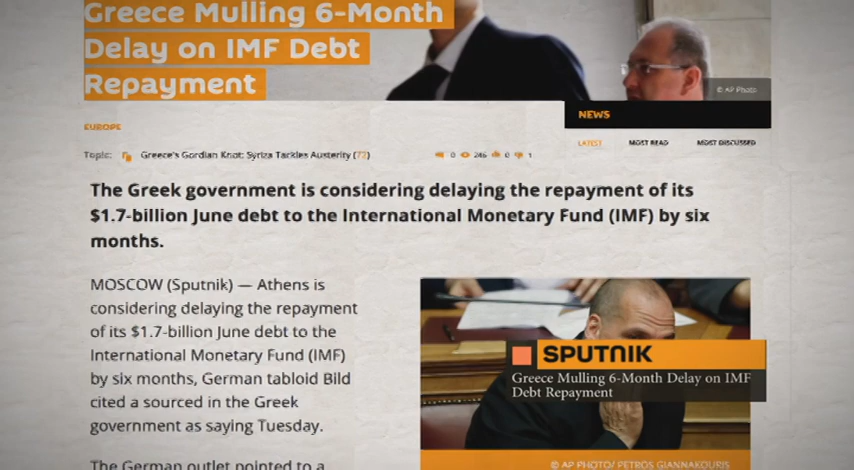 Greece Mulling 6-Month
Delay on IMF Debt
Repayment
© AP Photo
NEWS
EUROPE
LATEST
MOST READ
MOST DISCUSSED
Topic:
Greece's Gordian Knot: Syriza Tackles Austerity (72)
0
246
0
1
The Greek government is considering delaying the repayment of its
$1.7-billion June debt to the International Monetary Fund (IMF) by six
months.
MOSCOW (Sputnik) — Athens is
considering delaying the repayment
of its $1.7-billion June debt to the
International Monetary Fund (IMF)
by six months, German tabloid Bild
cited a sourced in the Greek
government as saying Tuesday.
The German outlet pointed to a
SPUTNIK
Greece Mulling 6-Month Delay on IMF
Debt Repayment
© AP PHOTO/ PETROS GIANNAKOURIS